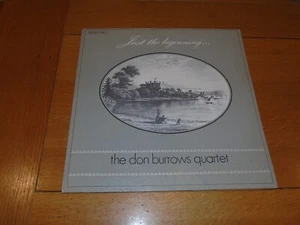 Just the beginning...
the don burrows quartet